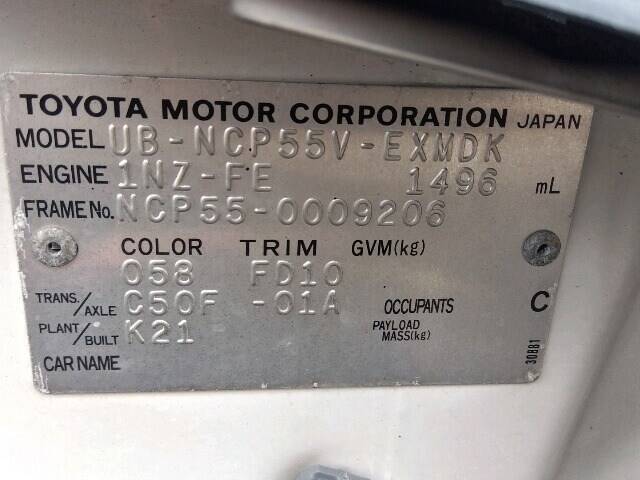 TOYOTA MOTOR CORPORATION JAPAN
MODEL UB-NCP55V-EXMDK
ENGINE 1NZ-FE 1496 mL
FRAME No. NCP55-0009206
COLOR TRIM GVM(kg)
058 FD10
TRANS./AXLE C50F -01A OCCUPANTS C
PLANT/BUILT K21 PAYLOAD MASS(kg)
CAR NAME
30881